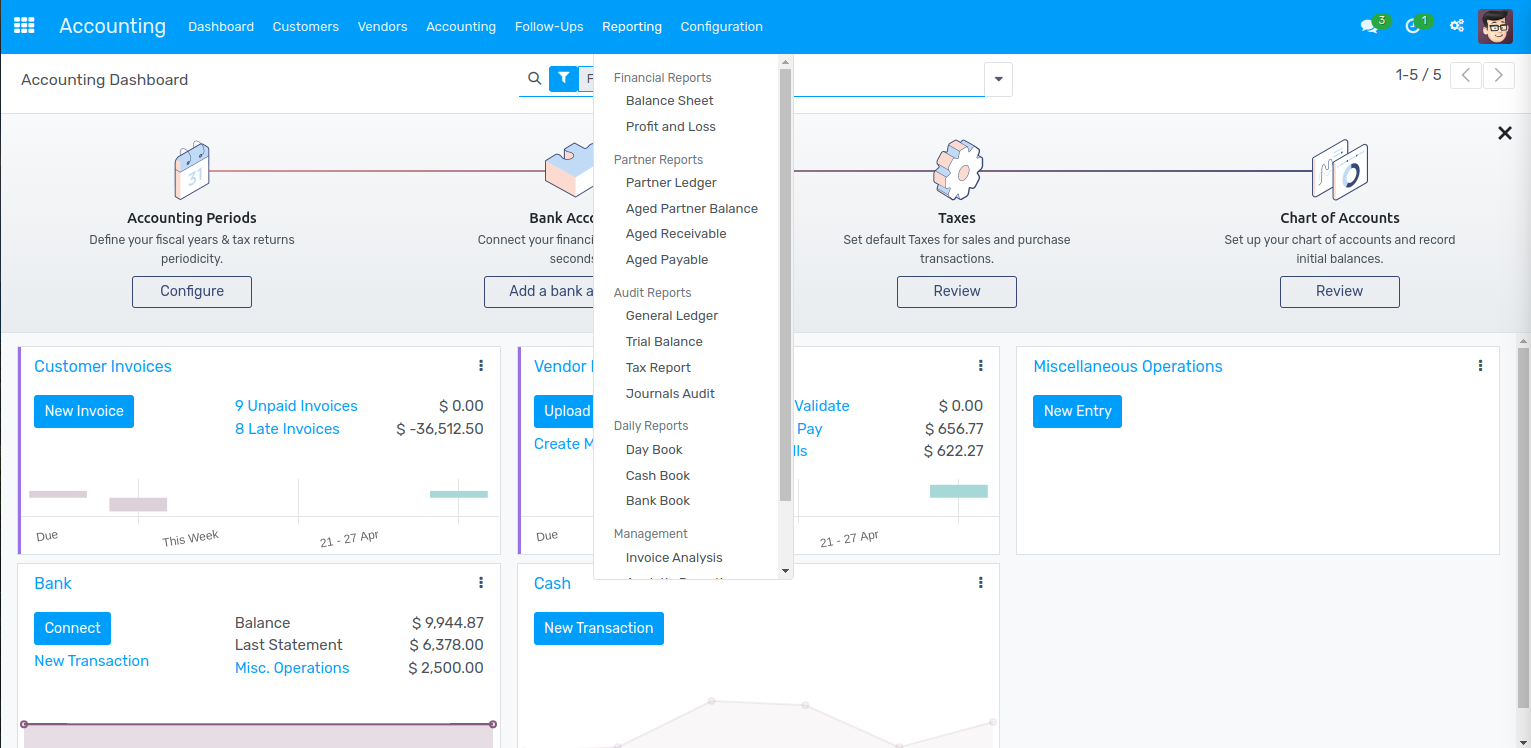 Accounting Dashboard Customers Vendors Accounting Follow-Ups Reporting Configuration 3 1
Accounting Dashboard
F
1-5 / 5
Financial Reports
Balance Sheet
Profit and Loss
Partner Reports
Partner Ledger
Aged Partner Balance
Aged Receivable
Aged Payable
Audit Reports
General Ledger
Trial Balance
Tax Report
Journals Audit
Daily Reports
Day Book
Cash Book
Bank Book
Management
Invoice Analysis
31
Accounting Periods
Define your fiscal years & tax returns
periodicity.
Configure
Bank Acco
Connect your financi
seconds
Add a bank a
Taxes
Set default Taxes for sales and purchase
transactions.
Review
Chart of Accounts
Set up your chart of accounts and record
initial balances.
Review
Customer Invoices
New Invoice
9 Unpaid Invoices $ 0.00
8 Late Invoices $ -36,512.50
Due This Week 21 - 27 Apr
Vendor
Upload
Create M
Validate $ 0.00
Pay $ 656.77
lls $ 622.27
Due 21 - 27 Apr
Miscellaneous Operations
New Entry
Bank
Connect
New Transaction
Balance $ 9,944.87
Last Statement $ 6,378.00
Misc. Operations $ 2,500.00
Cash
New Transaction